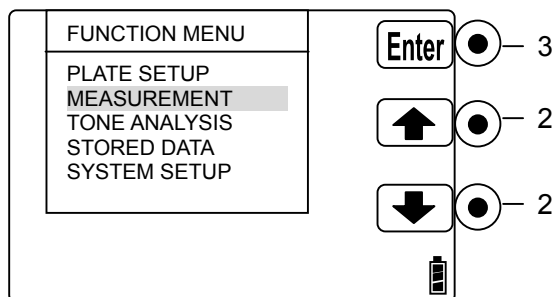 FUNCTION MENU
PLATE SETUP
MEASUREMENT
TONE ANALYSIS
STORED DATA
SYSTEM SETUP
Enter
3
2
2